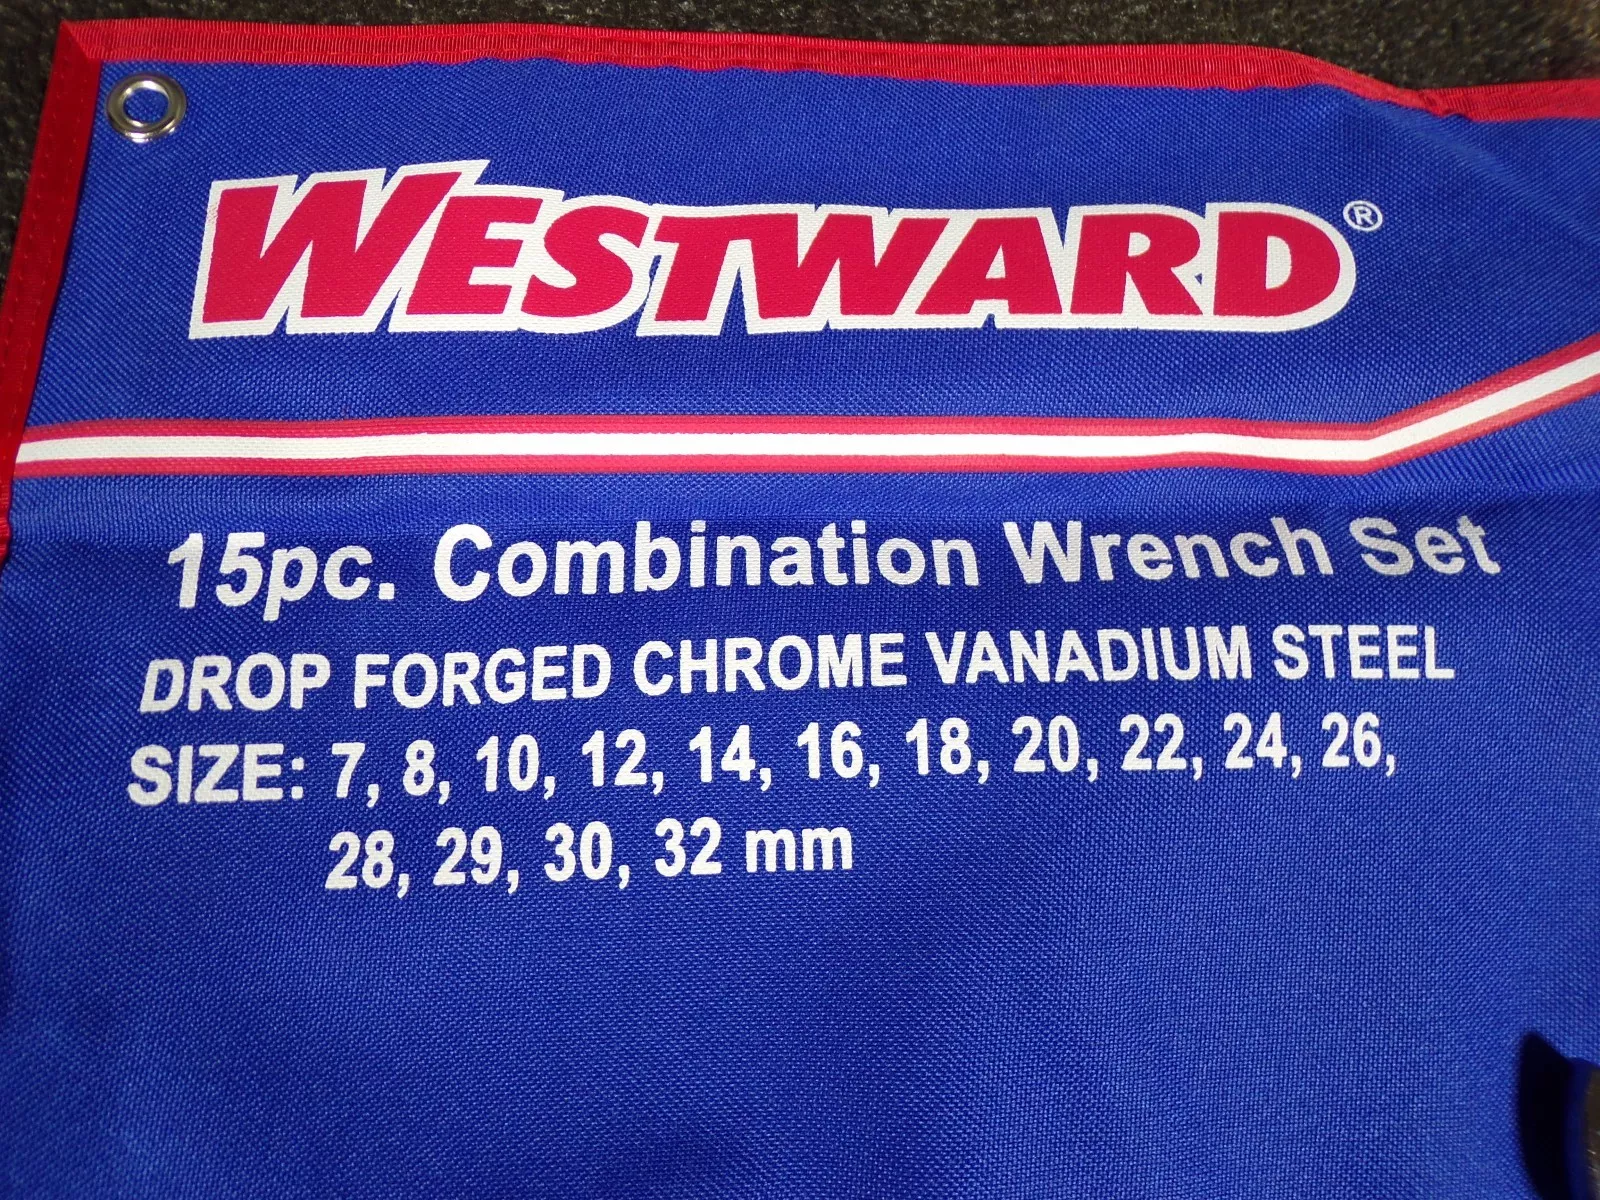 WESTWARD®
15pc. Combination Wrench Set
DROP FORGED CHROME VANADIUM STEEL
SIZE: 7, 8, 10, 12, 14, 16, 18, 20, 22, 24, 26,
28, 29, 30, 32 mm